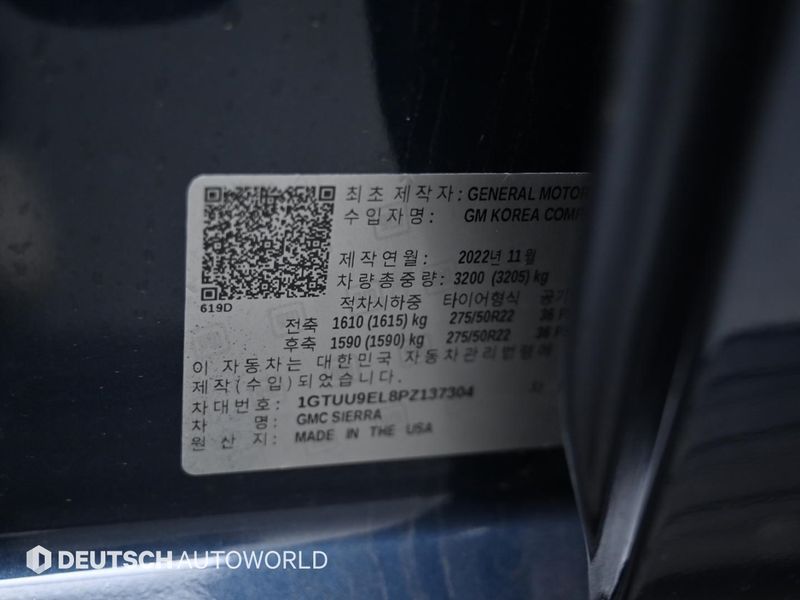 최초 제작자 : GENERAL MOTOR
수입자명 : GM KOREA COMP
제작연월 : 2022년 11월
차량총중량 : 3200 (3205) kg
적차시하중 타이어형식 공기
619D
전축 1610 (1615) kg 275/50R22 36 P
후축 1590 (1590) kg 275/50R22 36 P
이 자동차는 대한민국 자동차관리법령에
제작(수입)되었습니다.
차대번호 : 1GTUU9EL8PZ137304
차 명 : GMC SIERRA
원 산 지 : MADE IN THE USA
DEUTSCH AUTOWORLD